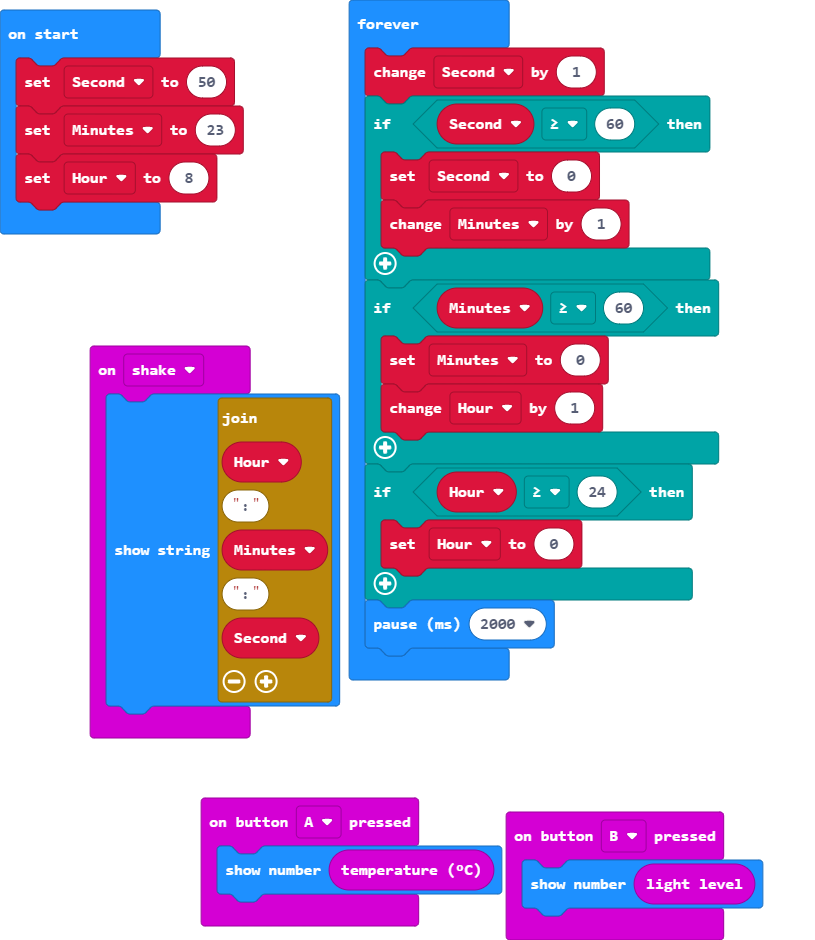 on start
set Second to 50
set Minutes to 23
set Hour to 8
forever
change Second by 1
if Second ≥ 60 then
set Second to 0
change Minutes by 1
if Minutes ≥ 60 then
set Minutes to 0
change Hour by 1
if Hour ≥ 24 then
set Hour to 0
pause (ms) 2000
on shake
join
Hour
":"
show string Minutes
":"
Second
on button A pressed
show number temperature (ºC)
on button B pressed
show number light level